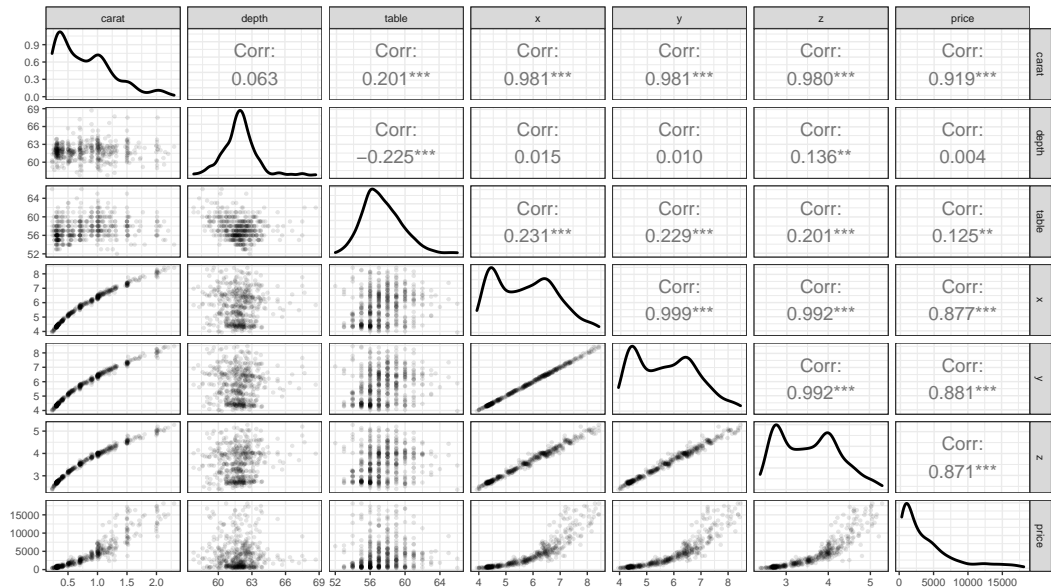 carat depth table x y z price
0.9
0.6
0.3
0.0
Corr:
0.063
Corr:
0.201***
Corr:
0.981***
Corr:
0.981***
Corr:
0.980***
Corr:
0.919***
carat
69
66
63
60
Corr:
−0.225***
Corr:
0.015
Corr:
0.010
Corr:
0.136**
Corr:
0.004
depth
64
60
56
52
Corr:
0.231***
Corr:
0.229***
Corr:
0.201***
Corr:
0.125**
table
8
7
6
5
4
Corr:
0.999***
Corr:
0.992***
Corr:
0.877***
x
8
7
6
5
4
Corr:
0.992***
Corr:
0.881***
y
5
4
3
Corr:
0.871***
z
15000
10000
5000
0
price
0.5 1.0 1.5 2.0 60 63 66 69 52 56 60 64 4 5 6 7 8 4 5 6 7 8 3 4 5 5000 10000 15000